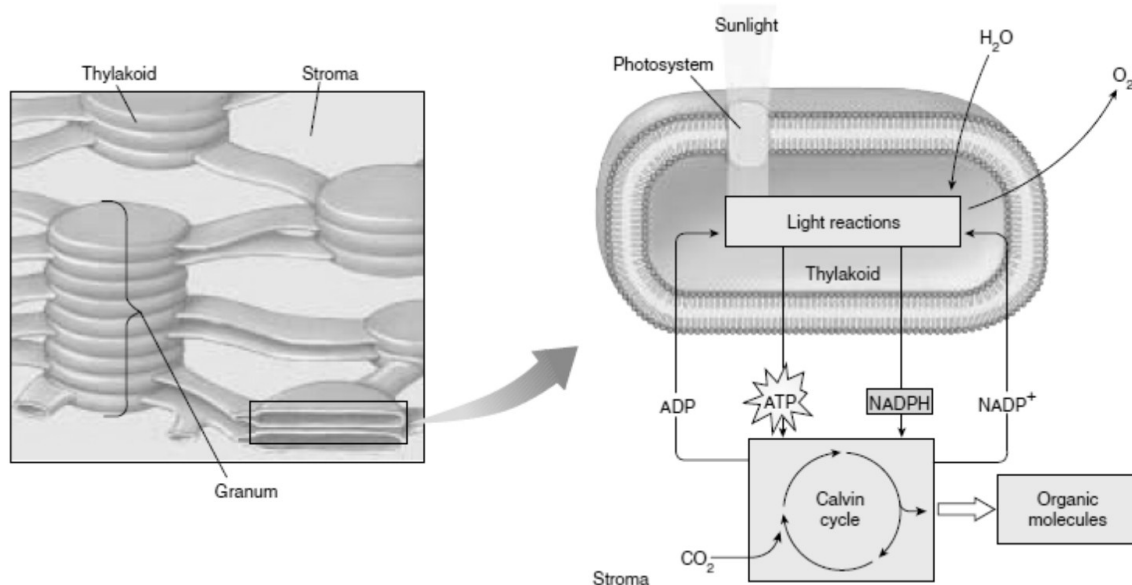 Thylakoid
Stroma
Granum
Sunlight
Photosystem
H₂O
O₂
Light reactions
Thylakoid
ADP
ATP
NADPH
NADP⁺
Calvin
cycle
CO₂
Organic
molecules
Stroma